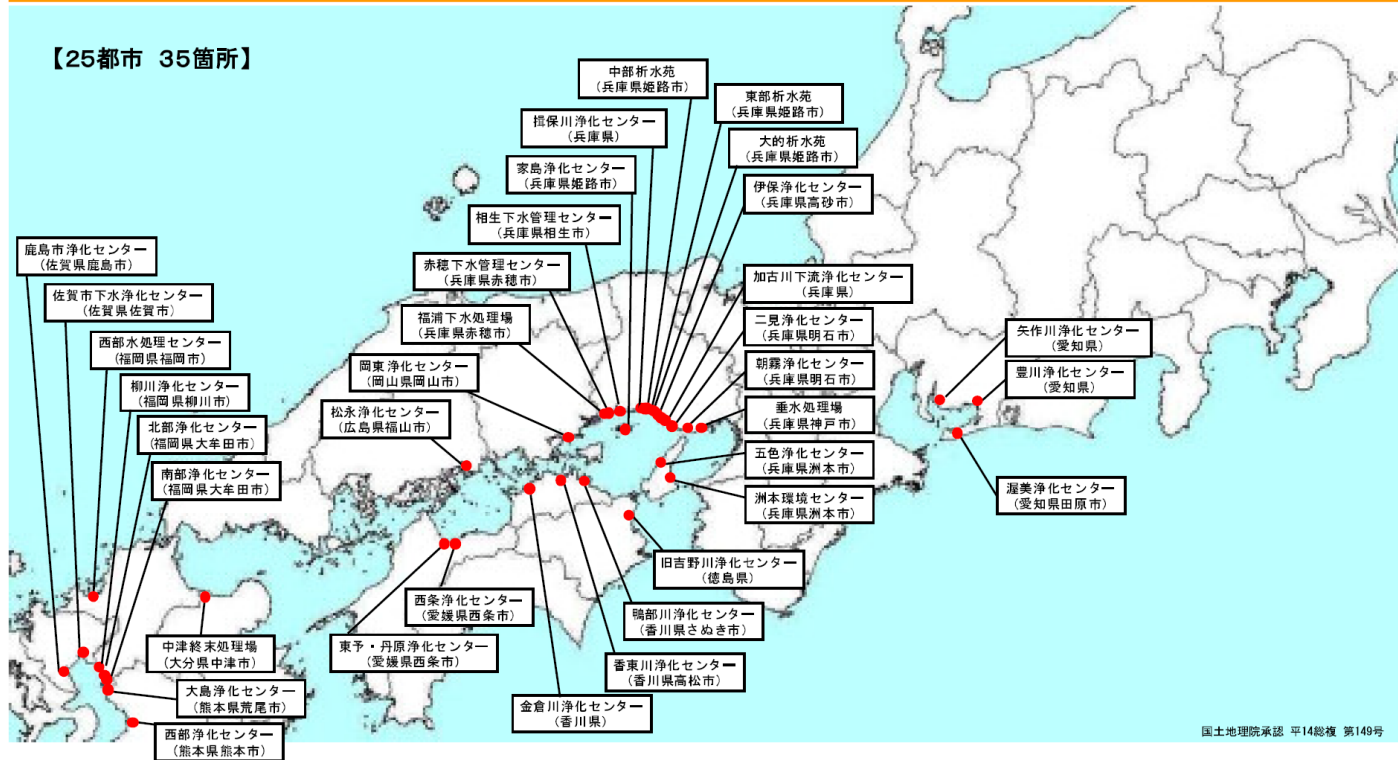 【25都市 35箇所】
中部析水苑
(兵庫県姫路市)
東部析水苑
(兵庫県姫路市)
揖保川浄化センター
(兵庫県)
大的析水苑
(兵庫県姫路市)
家島浄化センター
(兵庫県姫路市)
伊保浄化センター
(兵庫県高砂市)
相生下水管理センター
(兵庫県相生市)
鹿島市浄化センター
(佐賀県鹿島市)
赤穂下水管理センター
(兵庫県赤穂市)
加古川下流浄化センター
(兵庫県)
佐賀市下水浄化センター
(佐賀県佐賀市)
福浦下水処理場
(兵庫県赤穂市)
二見浄化センター
(兵庫県明石市)
矢作川浄化センター
(愛知県)
西部水処理センター
(福岡県福岡市)
岡東浄化センター
(岡山県岡山市)
朝霧浄化センター
(兵庫県明石市)
豊川浄化センター
(愛知県)
柳川浄化センター
(福岡県柳川市)
松永浄化センター
(広島県福山市)
垂水処理場
(兵庫県神戸市)
北部浄化センター
(福岡県大牟田市)
五色浄化センター
(兵庫県洲本市)
南部浄化センター
(福岡県大牟田市)
洲本環境センター
(兵庫県洲本市)
渥美浄化センター
(愛知県田原市)
旧吉野川浄化センター
(徳島県)
西条浄化センター
(愛媛県西条市)
鴨部川浄化センター
(香川県さぬき市)
中津終末処理場
(大分県中津市)
東予・丹原浄化センター
(愛媛県西条市)
香東川浄化センター
(香川県高松市)
大島浄化センター
(熊本県荒尾市)
金倉川浄化センター
(香川県)
西部浄化センター
(熊本県熊本市)
国土地理院承認 平14総複 第149号